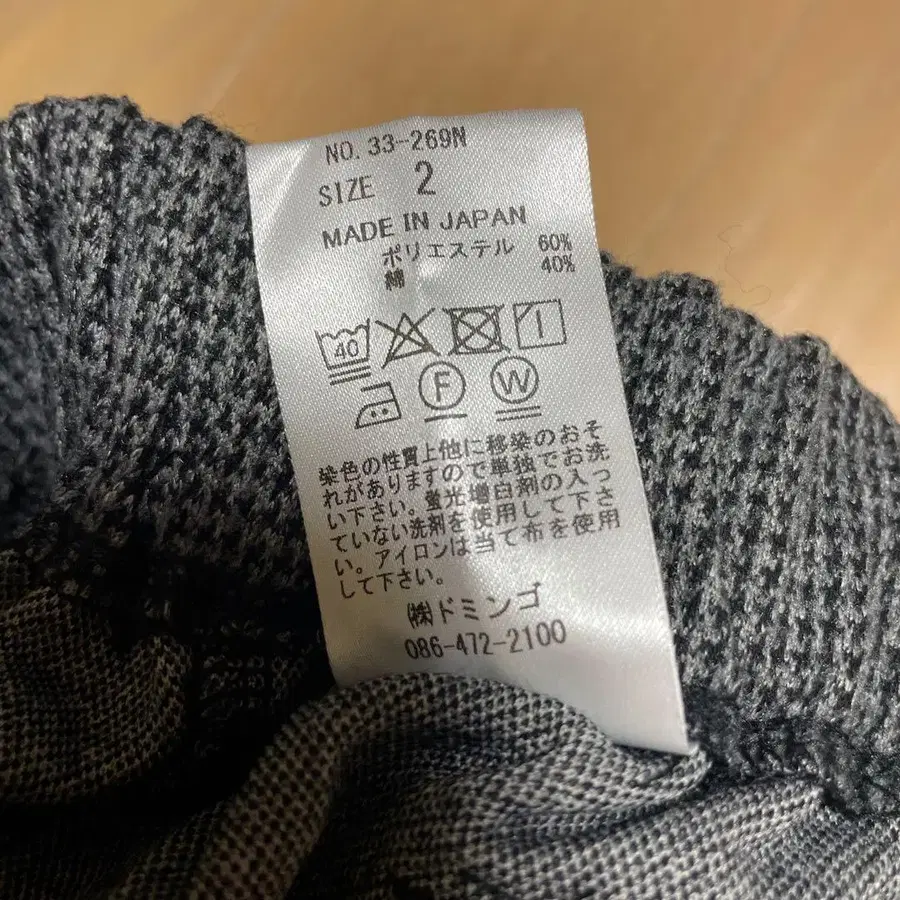 NO. 33-269N
SIZE 2
MADE IN JAPAN
ポリエステル 60%
綿 40%
40
F W
染色の性質上他に移染のおそ
れがありますので単独でお洗
い下さい。蛍光増白剤の入っ
ていない洗剤を使用して下さ
い。アイロンは当て布を使用
して下さい。
㈱ドミンゴ
086-472-2100